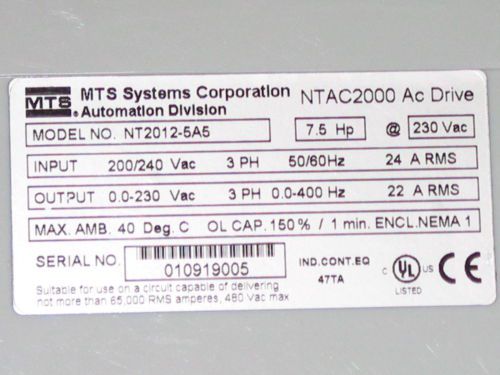 MTS MTS Systems Corporation NTAC2000 Ac Drive
Automation Division
MODEL NO. NT2012-5A5 7.5 Hp @ 230 Vac
INPUT 200/240 Vac 3 PH 50/60Hz 24 A RMS
OUTPUT 0.0-230 Vac 3 PH 0.0-400 Hz 22 A RMS
MAX. AMB. 40 Deg. C OL CAP. 150% / 1 min. ENCL.NEMA 1
SERIAL NO. 010919005
IND.CONT.EQ
47TA
C UL US CE
LISTED
Suitable for use on a circuit capable of delivering
not more than 65,000 RMS amperes, 480 Vac max